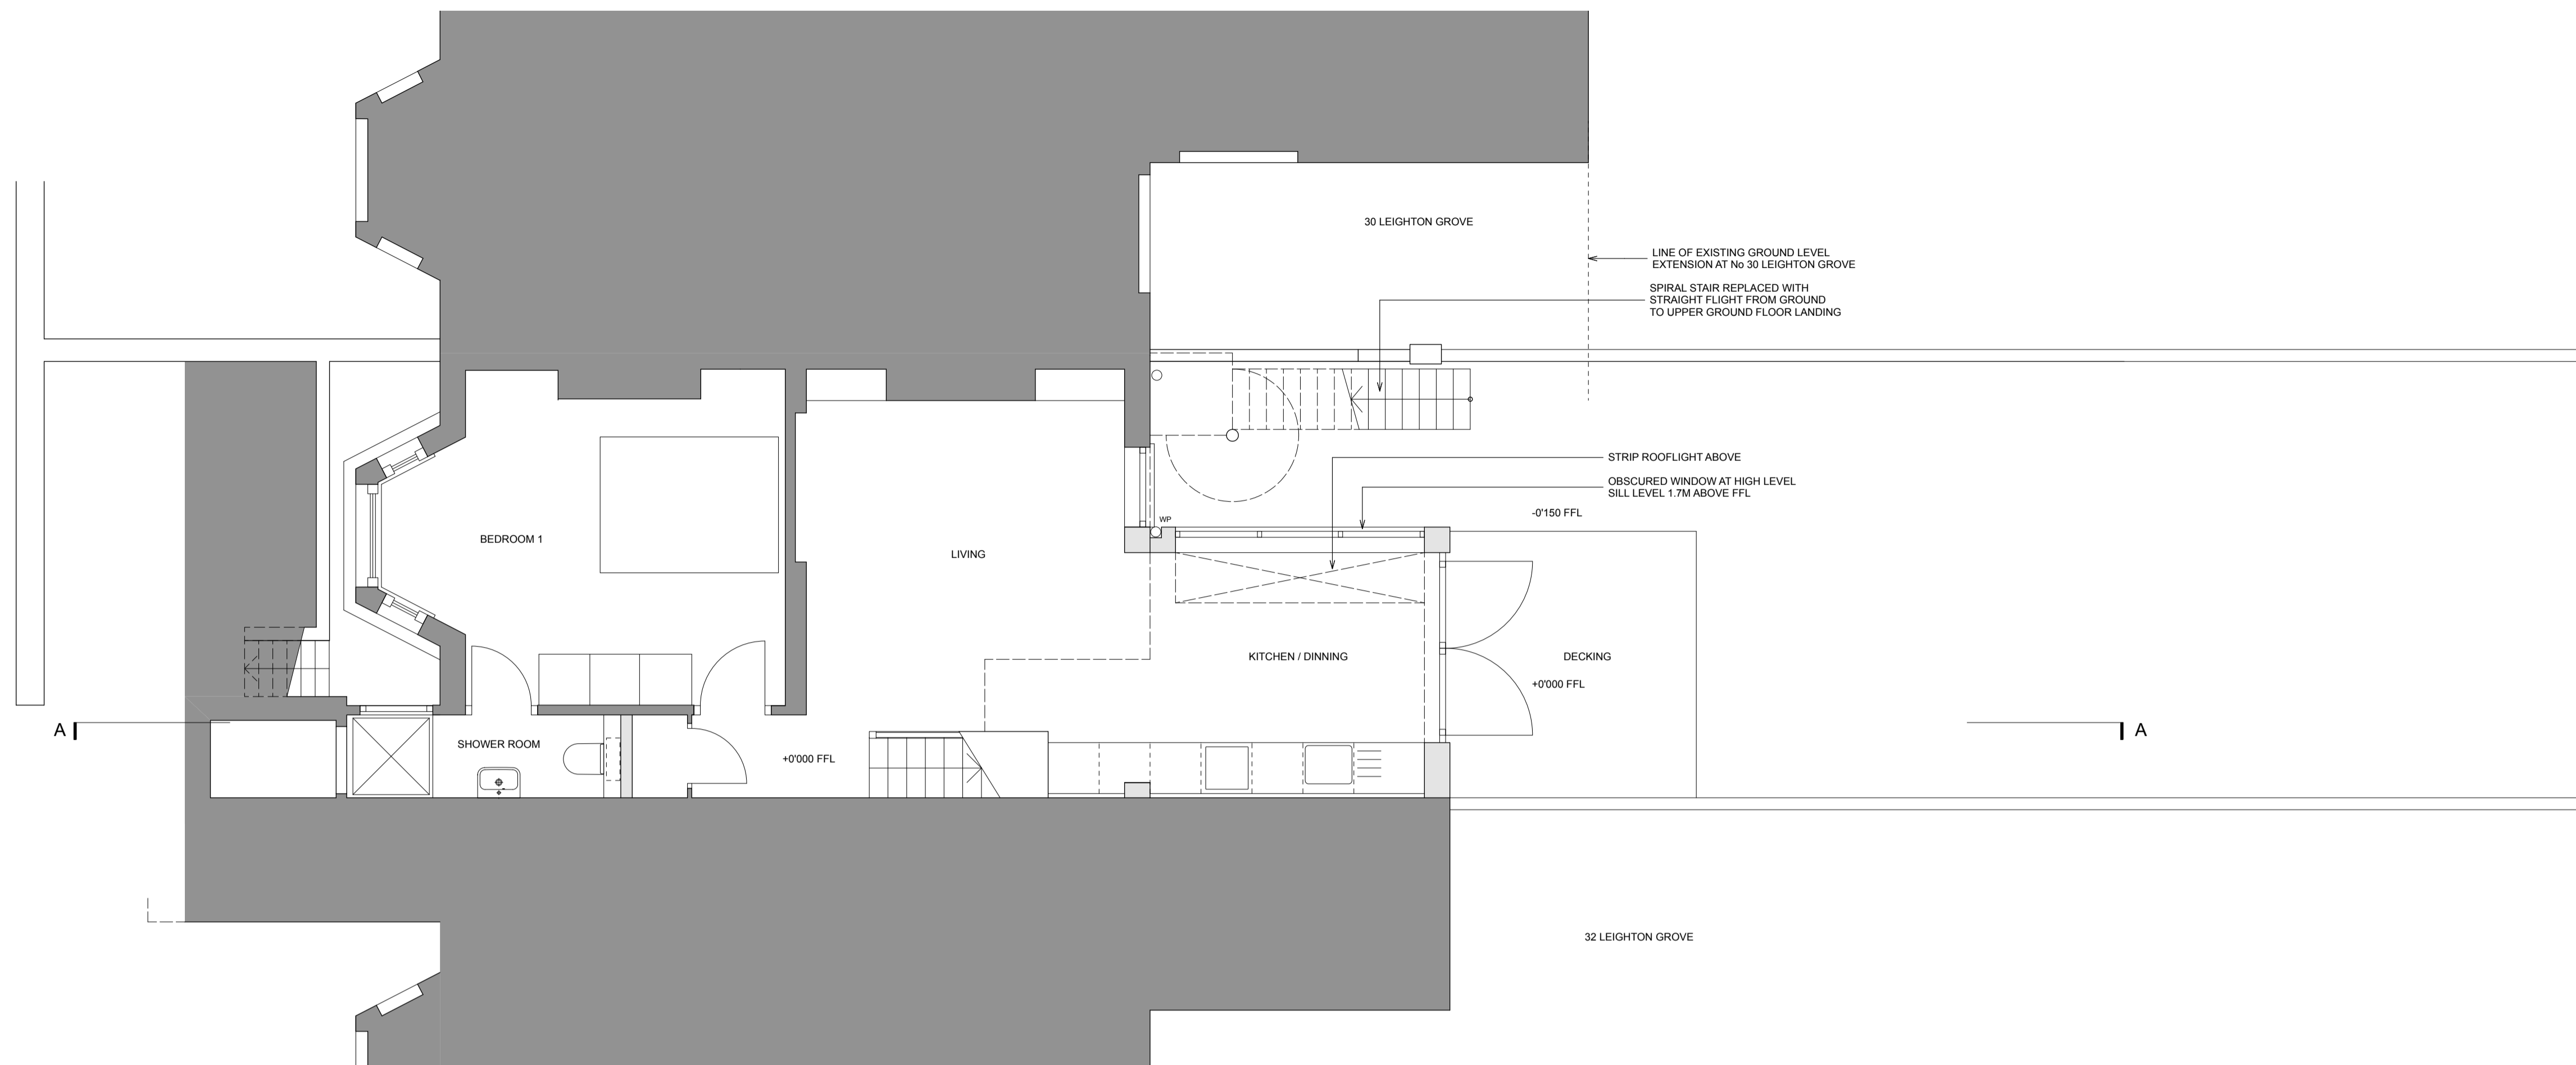 30 LEIGHTON GROVE
LINE OF EXISTING GROUND LEVEL
EXTENSION AT No 30 LEIGHTON GROVE
SPIRAL STAIR REPLACED WITH
STRAIGHT FLIGHT FROM GROUND
TO UPPER GROUND FLOOR LANDING
STRIP ROOFLIGHT ABOVE
OBSCURED WINDOW AT HIGH LEVEL
SILL LEVEL 1.7M ABOVE FFL
-0'150 FFL
WP
BEDROOM 1
LIVING
KITCHEN / DINNING
DECKING
+0'000 FFL
A
SHOWER ROOM
+0'000 FFL
A
32 LEIGHTON GROVE